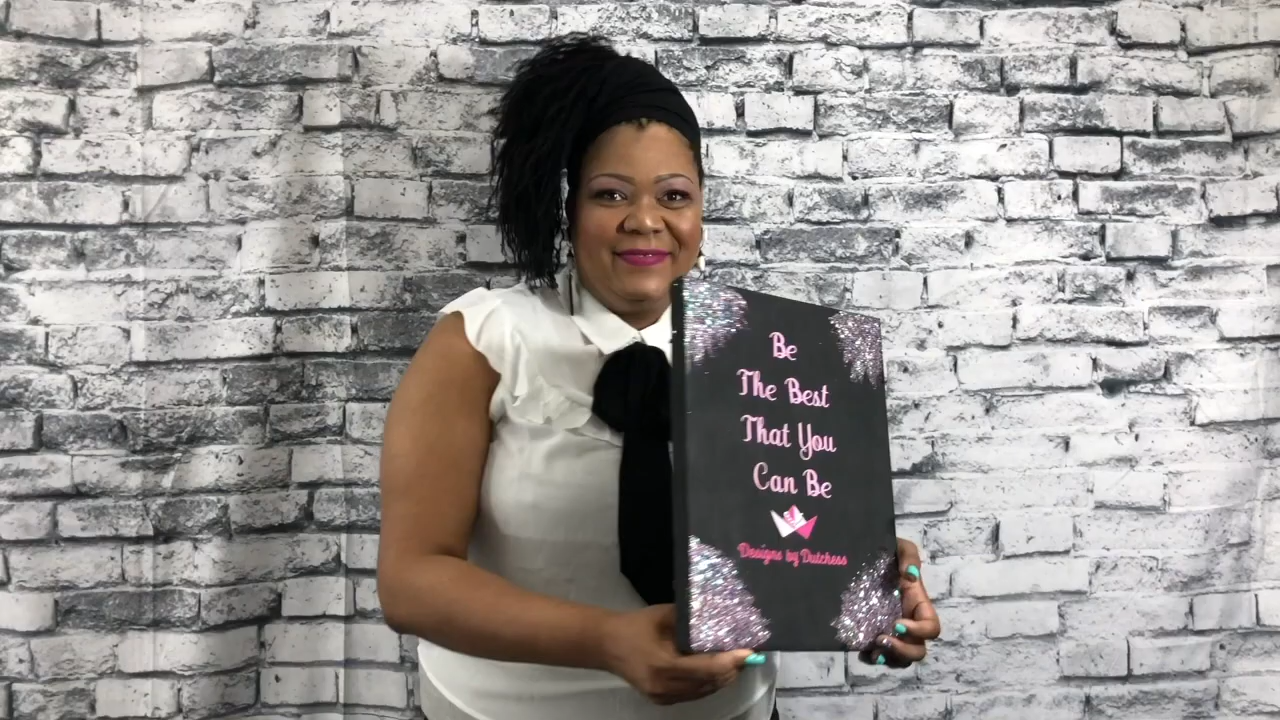 Be
The Best
That You
Can Be
Designs by Dutchess